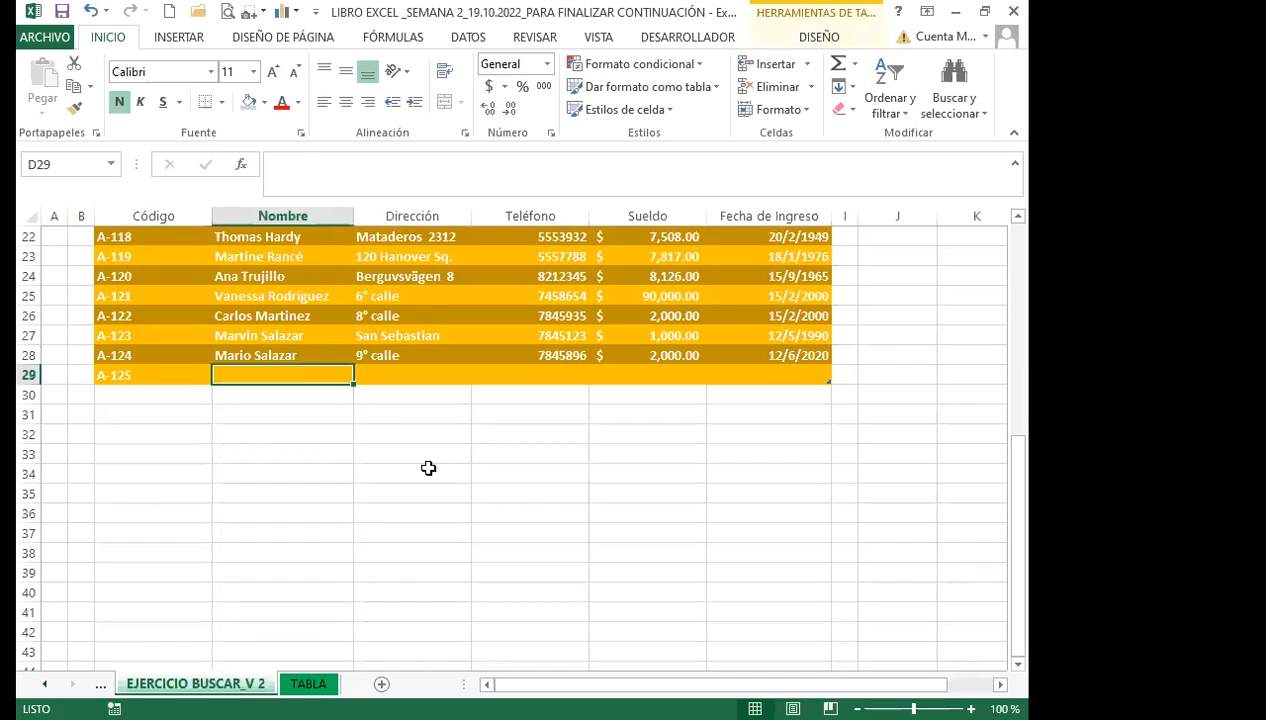 LIBRO EXCEL _SEMANA 2_19.10.2022_PARA FINALIZAR CONTINUACIÓN - Ex...
HERRAMIENTAS DE TA...
ARCHIVO INICIO INSERTAR DISEÑO DE PÁGINA FÓRMULAS DATOS REVISAR VISTA DESARROLLADOR DISEÑO Cuenta M...
Pegar
Calibri 11
N K S
General
$ % 000
Formato condicional
Dar formato como tabla
Estilos de celda
Insertar
Eliminar
Formato
Ordenar y filtrar
Buscar y seleccionar
Portapapeles Fuente Alineación Número Estilos Celdas Modificar
D29 fx
A B Código Nombre Dirección Teléfono Sueldo Fecha de Ingreso I J K
22 A-118 Thomas Hardy Mataderos 2312 5553932 $ 7,508.00 20/2/1949
23 A-119 Martine Rancé 120 Hanover Sq. 5557788 $ 7,817.00 18/1/1976
24 A-120 Ana Trujillo Berguvsvägen 8 8212345 $ 8,126.00 15/9/1965
25 A-121 Vanessa Rodriguez 6° calle 7458654 $ 90,000.00 15/2/2000
26 A-122 Carlos Martinez 8° calle 7845935 $ 2,000.00 15/2/2000
27 A-123 Marvin Salazar San Sebastian 7845123 $ 1,000.00 12/5/1990
28 A-124 Mario Salazar 9° calle 7845896 $ 2,000.00 12/6/2020
29 A-125
30
31
32
33
34
35
36
37
38
39
40
41
42
43
... EJERCICIO BUSCAR_V 2 TABLA
LISTO 100 %